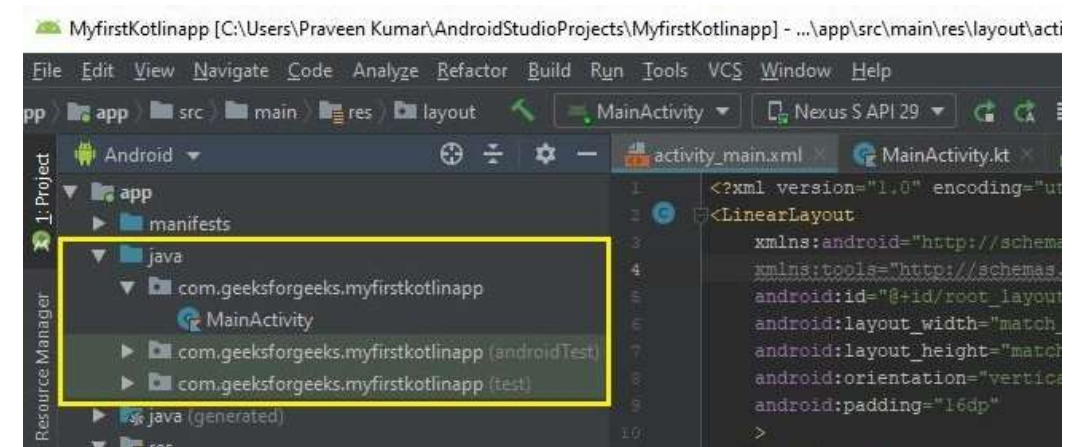 MyfirstKotlinapp [C:\Users\Praveen Kumar\AndroidStudioProjects\MyfirstKotlinapp] - ...\app\src\main\res\layout\acti
File Edit View Navigate Code Analyze Refactor Build Run Tools VCS Window Help
pp app src main res layout MainActivity Nexus S API 29
1: Project
Resource Manager
Android
app
manifests
java
com.geeksforgeeks.myfirstkotlinapp
MainActivity
com.geeksforgeeks.myfirstkotlinapp (androidTest)
com.geeksforgeeks.myfirstkotlinapp (test)
java (generated)
res
activity_main.xml MainActivity.kt
1 <?xml version="1.0" encoding="ut
2 <LinearLayout
3 xmlns:android="http://schema
4 xmlns:tools="http://schemas.
5 android:id="@+id/root_layout
6 android:layout_width="match_
7 android:layout_height="match
8 android:orientation="vertica
9 android:padding="16dp"
10 >